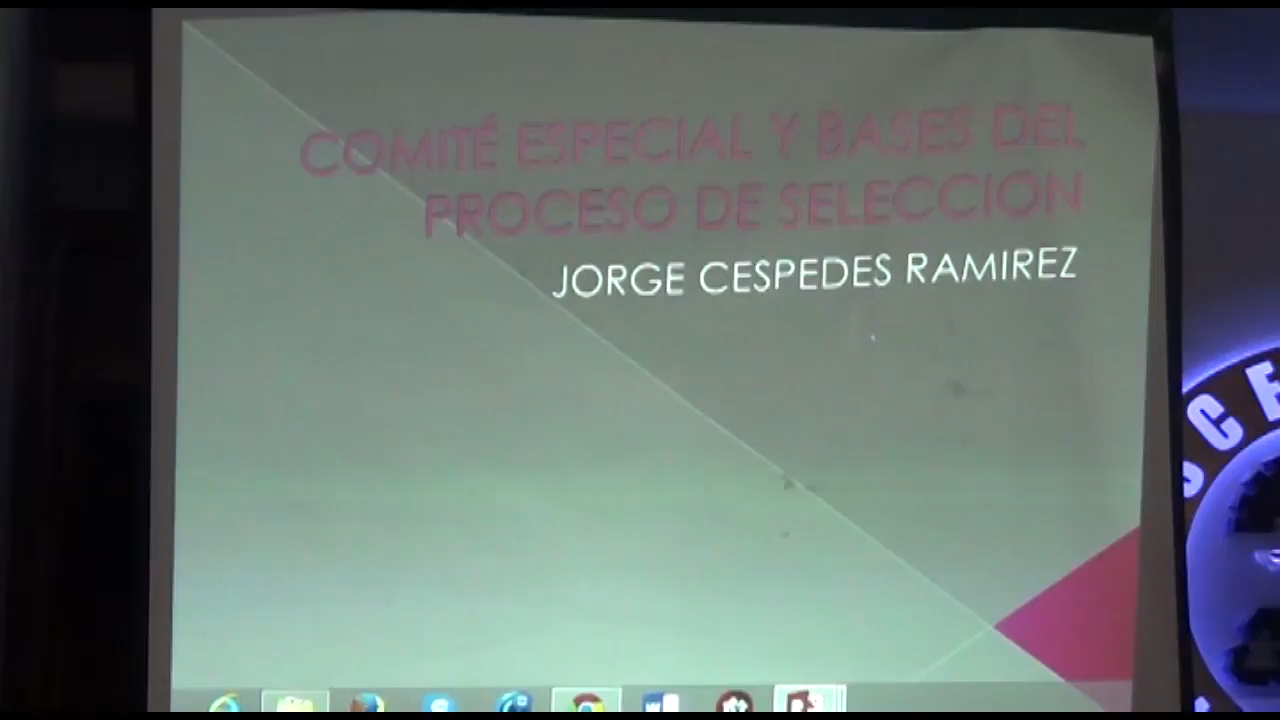 COMITÉ ESPECIAL Y BASES DEL
PROCESO DE SELECCIÓN
JORGE CESPEDES RAMIREZ